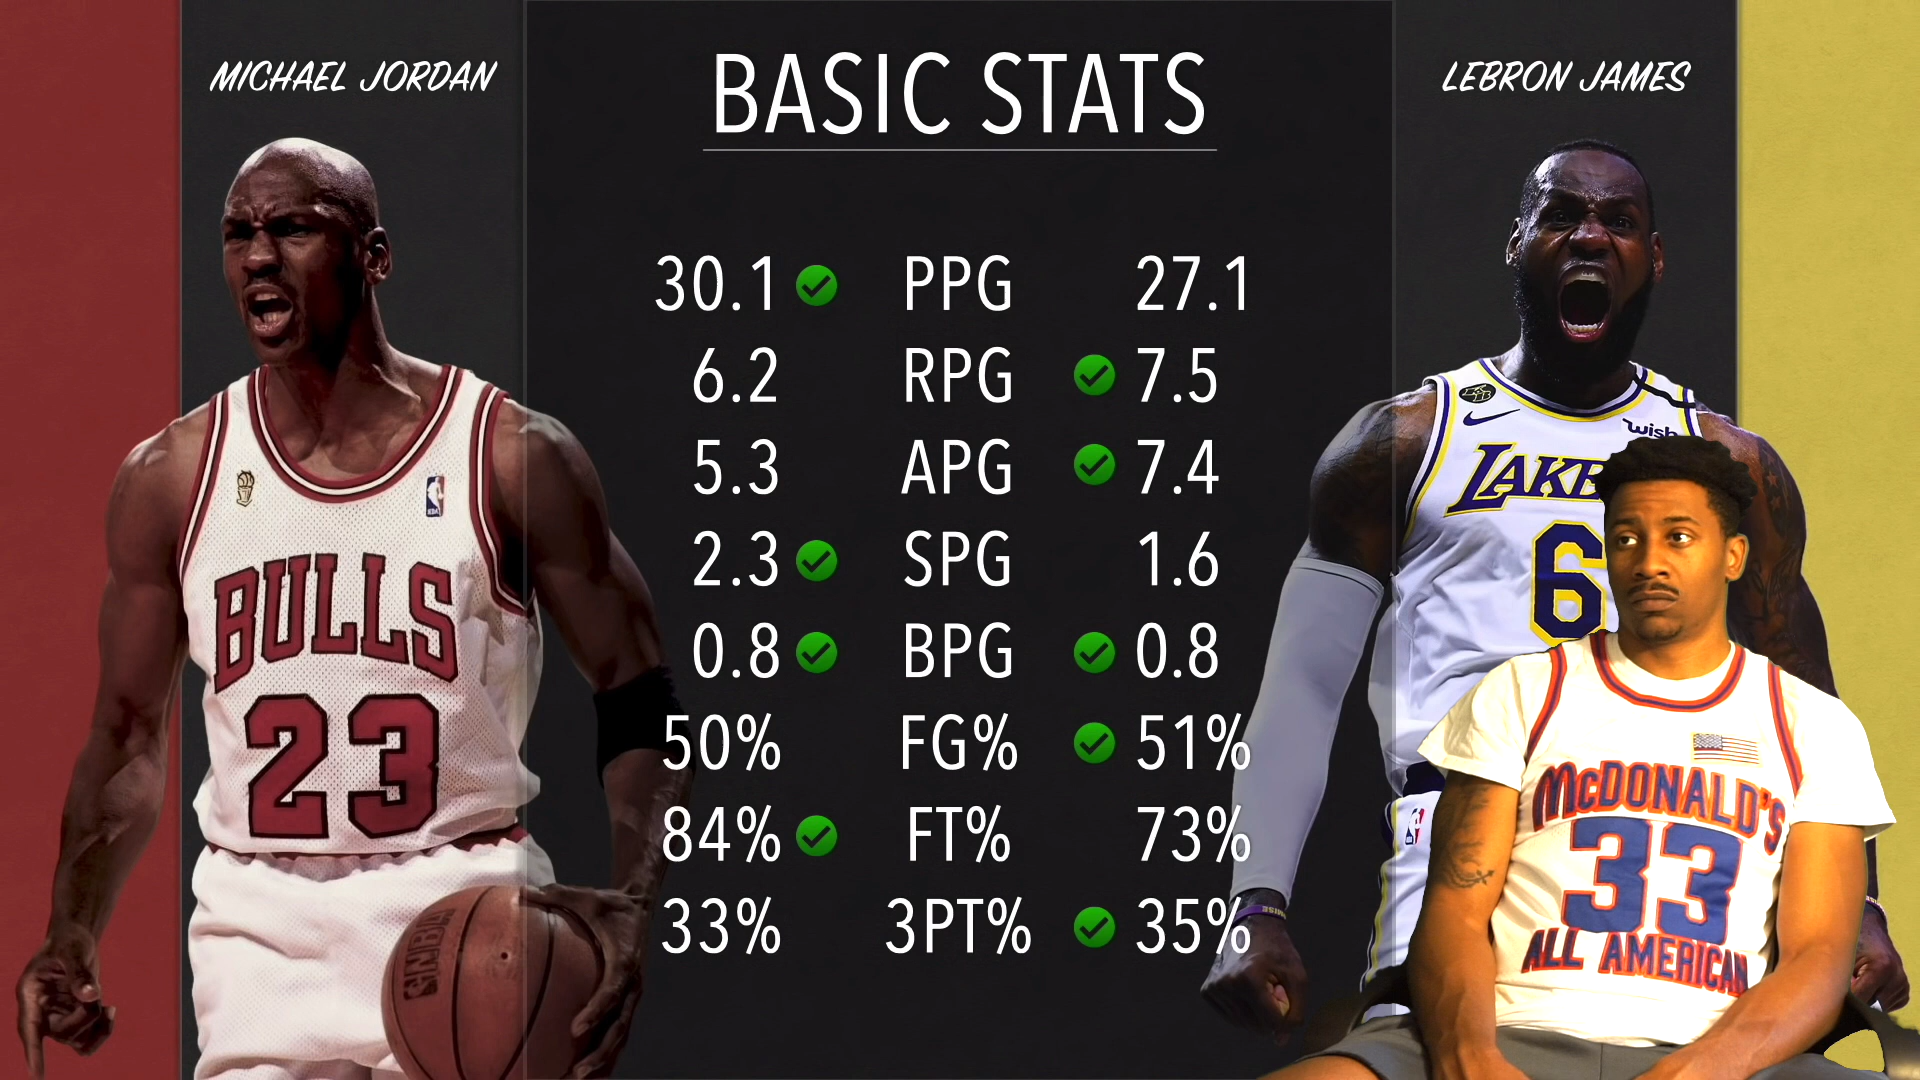 MICHAEL JORDAN
BASIC STATS
LEBRON JAMES
30.1 PPG 27.1
6.2 RPG 7.5
5.3 APG 7.4
2.3 SPG 1.6
0.8 BPG 0.8
50% FG% 51%
84% FT% 73%
33% 3PT% 35%
BULLS
23
wish
LAKE
6
McDONALD'S
33
ALL AMERICAN